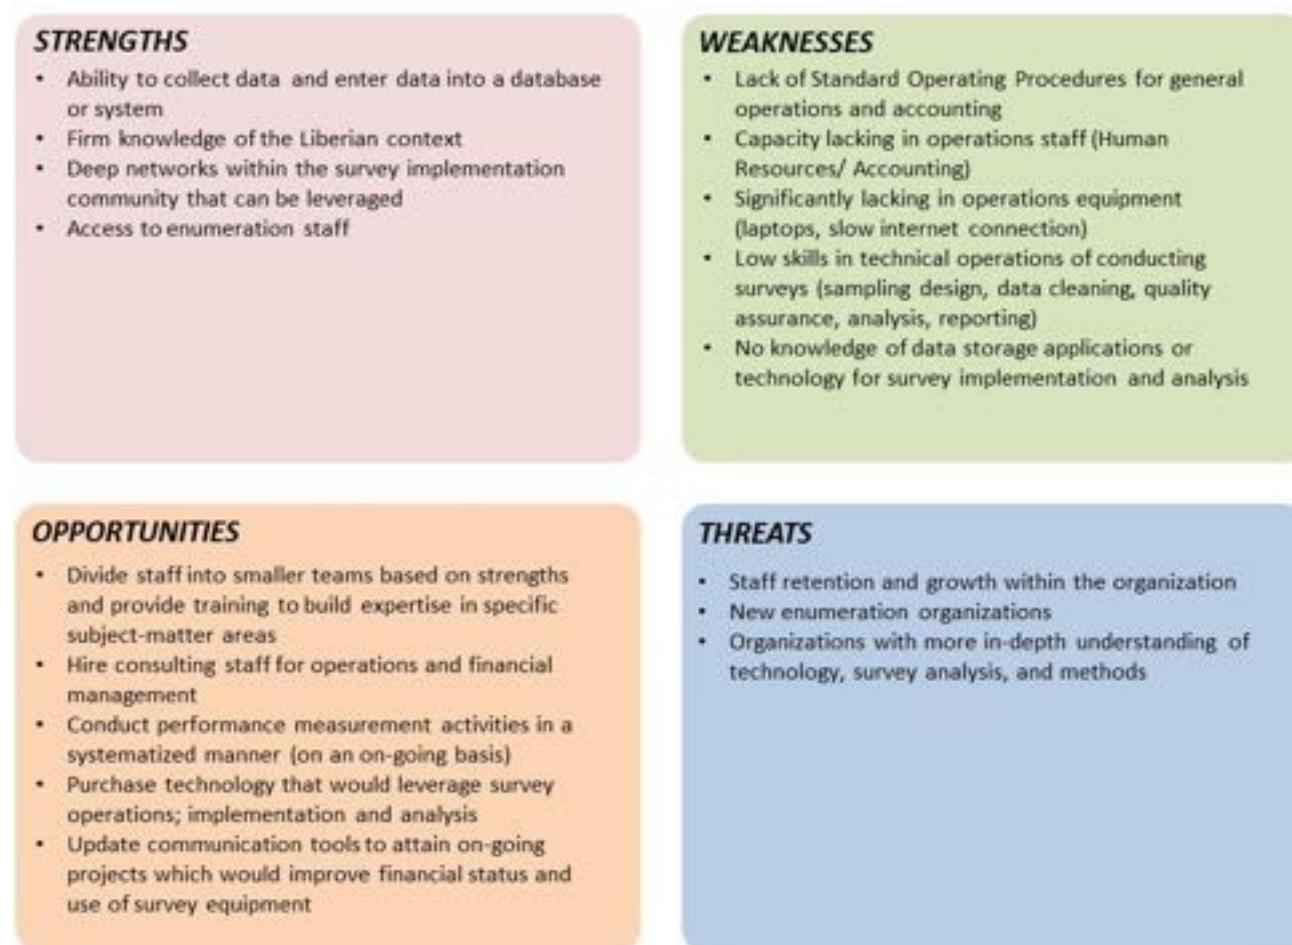 STRENGTHS
• Ability to collect data and enter data into a database
or system
• Firm knowledge of the Liberian context
• Deep networks within the survey implementation
community that can be leveraged
• Access to enumeration staff
WEAKNESSES
• Lack of Standard Operating Procedures for general
operations and accounting
• Capacity lacking in operations staff (Human
Resources/ Accounting)
• Significantly lacking in operations equipment
(laptops, slow internet connection)
• Low skills in technical operations of conducting
surveys (sampling design, data cleaning, quality
assurance, analysis, reporting)
• No knowledge of data storage applications or
technology for survey implementation and analysis
OPPORTUNITIES
• Divide staff into smaller teams based on strengths
and provide training to build expertise in specific
subject-matter areas
• Hire consulting staff for operations and financial
management
• Conduct performance measurement activities in a
systematized manner (on an on-going basis)
• Purchase technology that would leverage survey
operations; implementation and analysis
• Update communication tools to attain on-going
projects which would improve financial status and
use of survey equipment
THREATS
• Staff retention and growth within the organization
• New enumeration organizations
• Organizations with more in-depth understanding of
technology, survey analysis, and methods